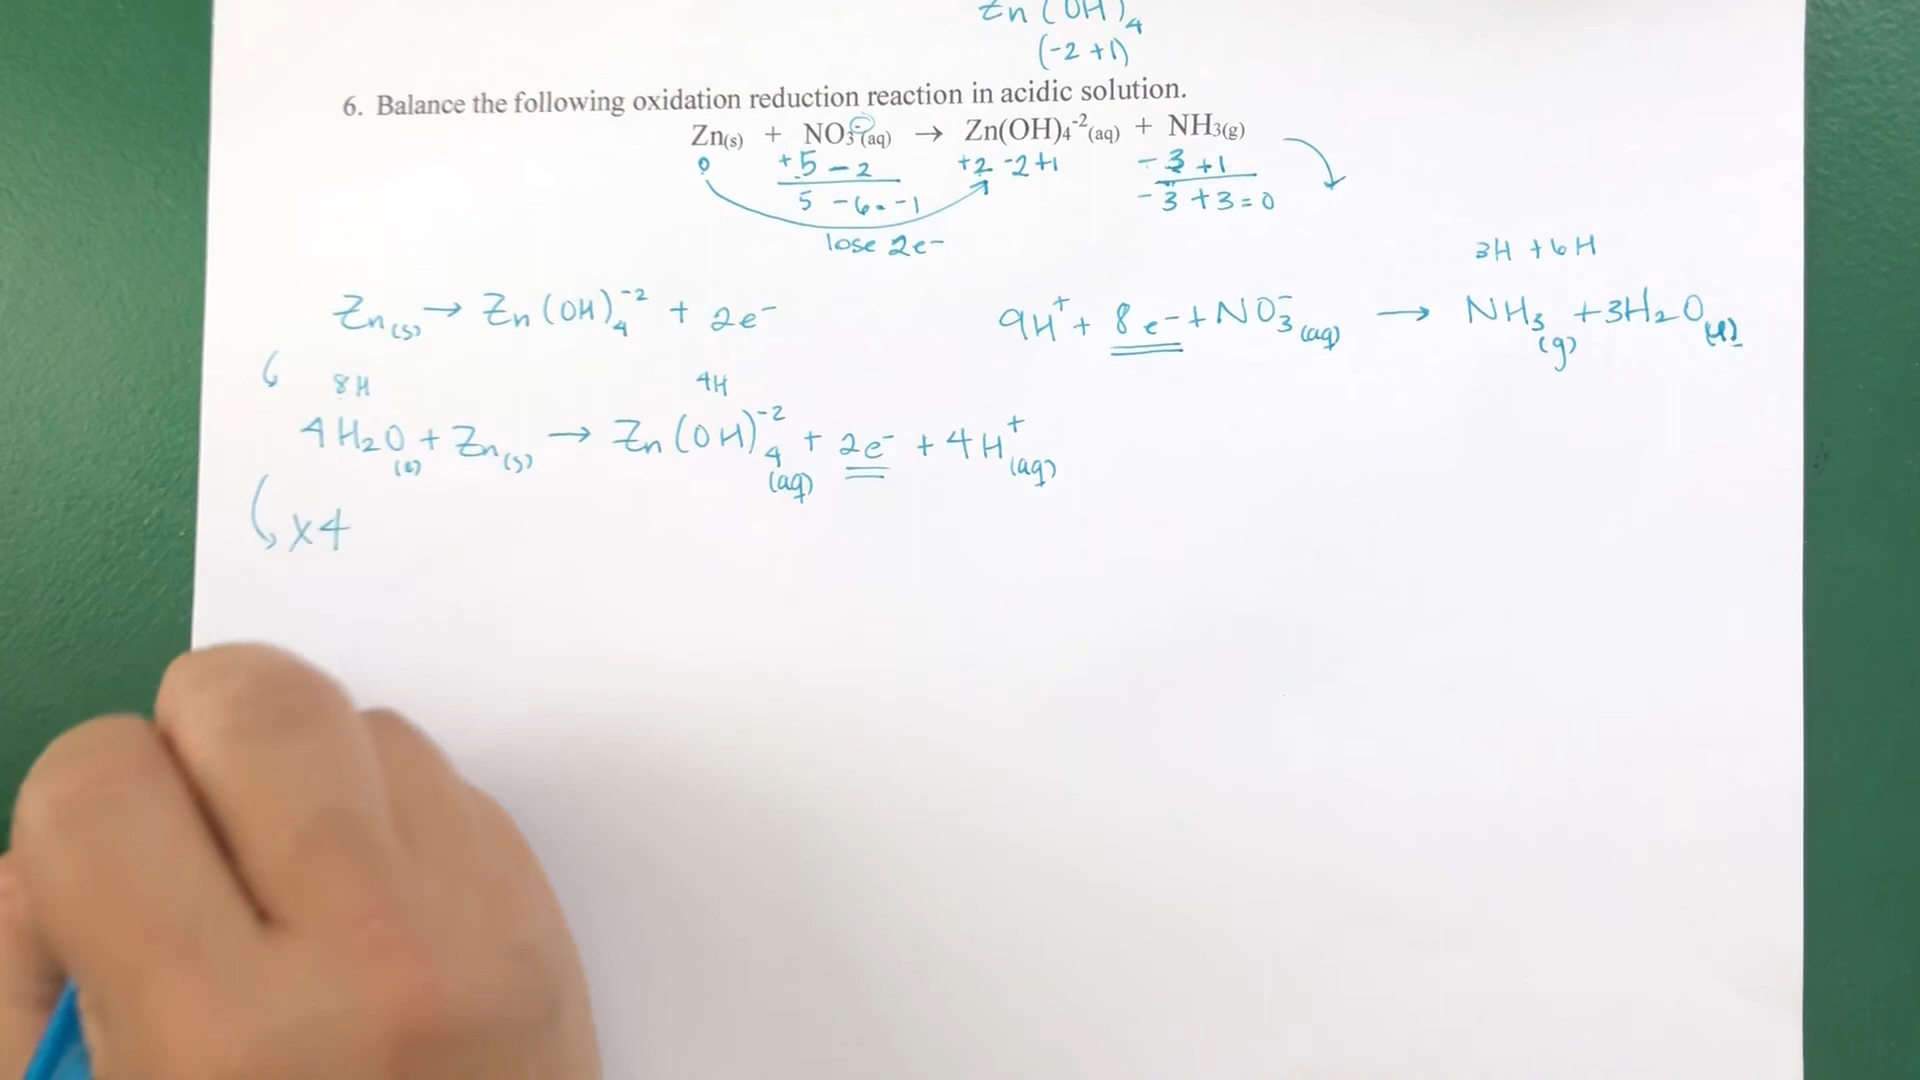 Zn(OH)₄
(-2+1)
6. Balance the following oxidation reduction reaction in acidic solution.
Zn(s) + NO₃⁻(aq) → Zn(OH)₄⁻²(aq) + NH₃(g)
0 +5 -2 +2 -2+1 -3 +1
5 -6 = -1 -3 +3 = 0
lose 2e-
3H + 6H
Zn(s) → Zn(OH)₄⁻² + 2e⁻ 9H⁺ + 8e⁻ + NO₃⁻(aq) → NH₃(g) + 3H₂O(l)
8H 4H
4H₂O(l) + Zn(s) → Zn(OH)₄⁻²(aq) + 2e⁻ + 4H⁺(aq)
x4